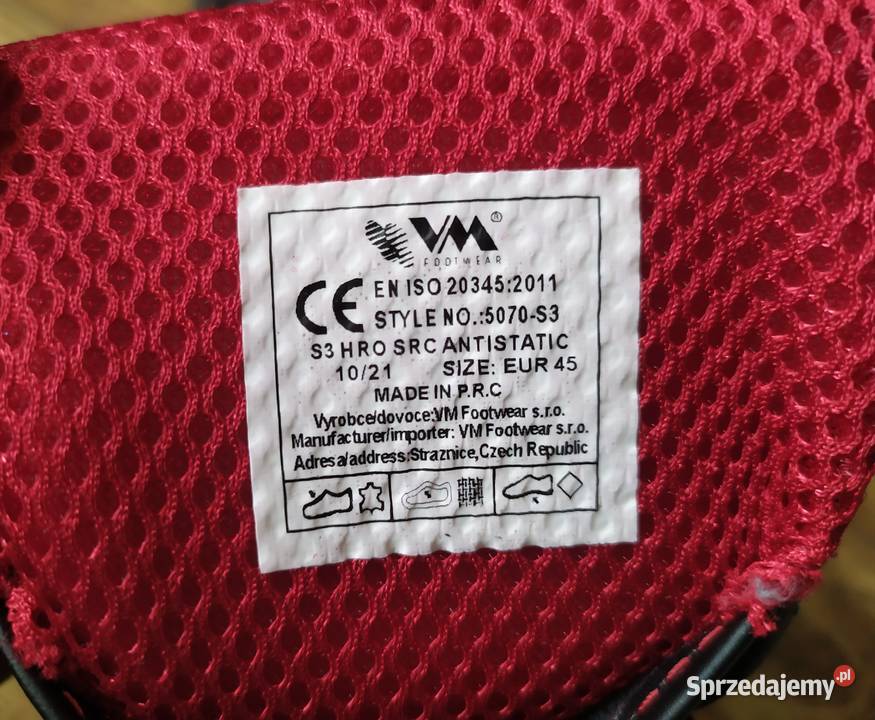 VM®
FOOTWEAR
CE EN ISO 20345:2011
STYLE NO.:5070-S3
S3 HRO SRC ANTISTATIC
10/21 SIZE: EUR 45
MADE IN P.R.C
Vyrobce/dovoce:VM Footwear s.r.o.
Manufacturer/importer: VM Footwear s.r.o.
Adresa/address:Straznice,Czech Republic
Sprzedajemy.pl